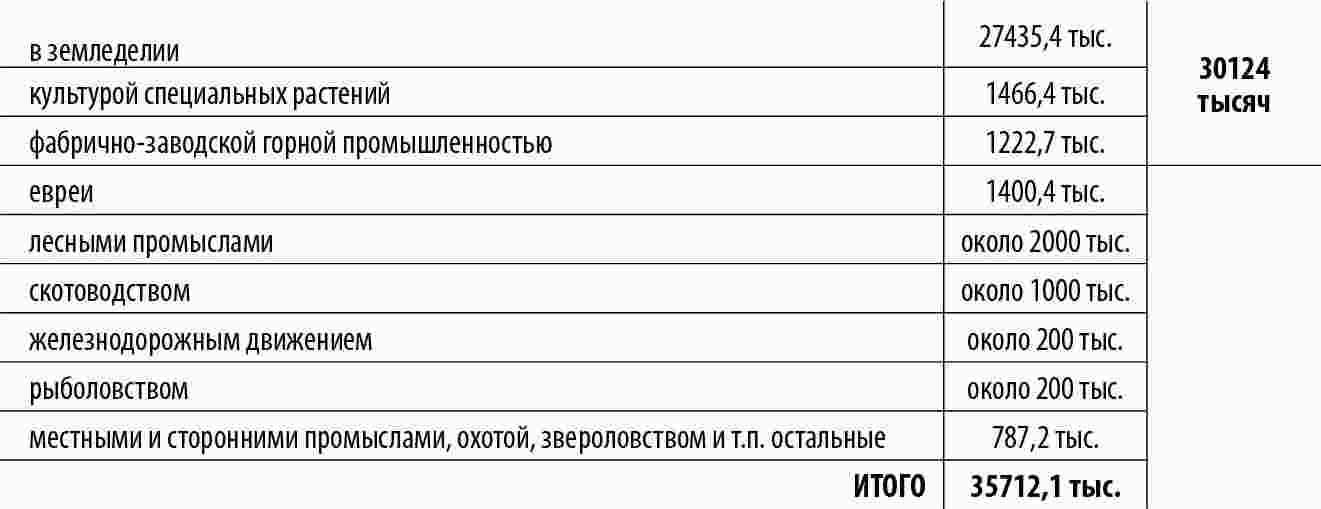 в земледелии 27435,4 тыс. 30124 тысяч
культурой специальных растений 1466,4 тыс.
фабрично-заводской горной промышленностью 1222,7 тыс.
евреи 1400,4 тыс.
лесными промыслами около 2000 тыс.
скотоводством около 1000 тыс.
железнодорожным движением около 200 тыс.
рыболовством около 200 тыс.
местными и сторонними промыслами, охотой, звероловством и т.п. остальные 787,2 тыс.
ИТОГО 35712,1 тыс.